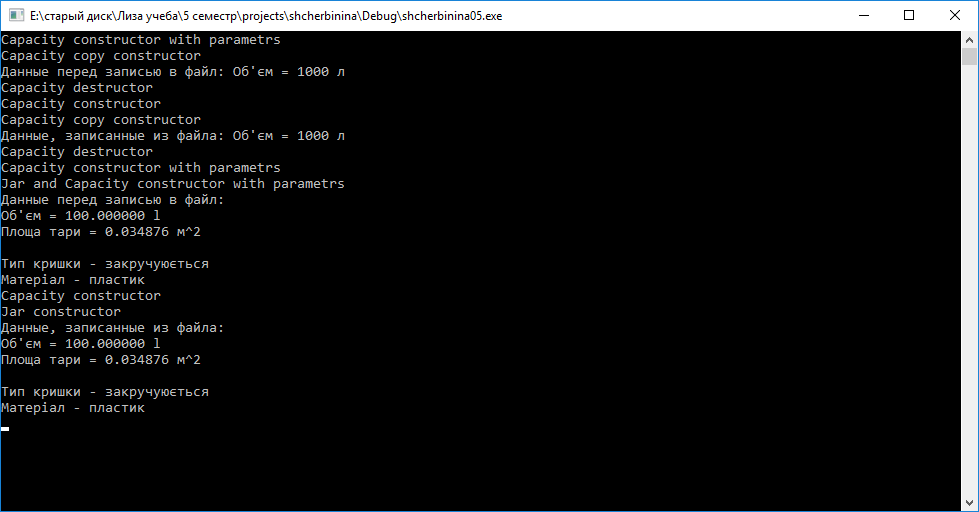 E:\старый диск\Лиза учеба\5 семестр\projects\shcherbinina\Debug\shcherbinina05.exe
Capacity constructor with parametrs
Capacity copy constructor
Данные перед записью в файл: Об'єм = 1000 л
Capacity destructor
Capacity constructor
Capacity copy constructor
Данные, записанные из файла: Об'єм = 1000 л
Capacity destructor
Capacity constructor with parametrs
Jar and Capacity constructor with parametrs
Данные перед записью в файл:
Об'єм = 100.000000 l
Площа тари = 0.034876 м^2
Тип кришки - закручуюється
Матеріал - пластик
Capacity constructor
Jar constructor
Данные, записанные из файла:
Об'єм = 100.000000 l
Площа тари = 0.034876 м^2
Тип кришки - закручуюється
Матеріал - пластик